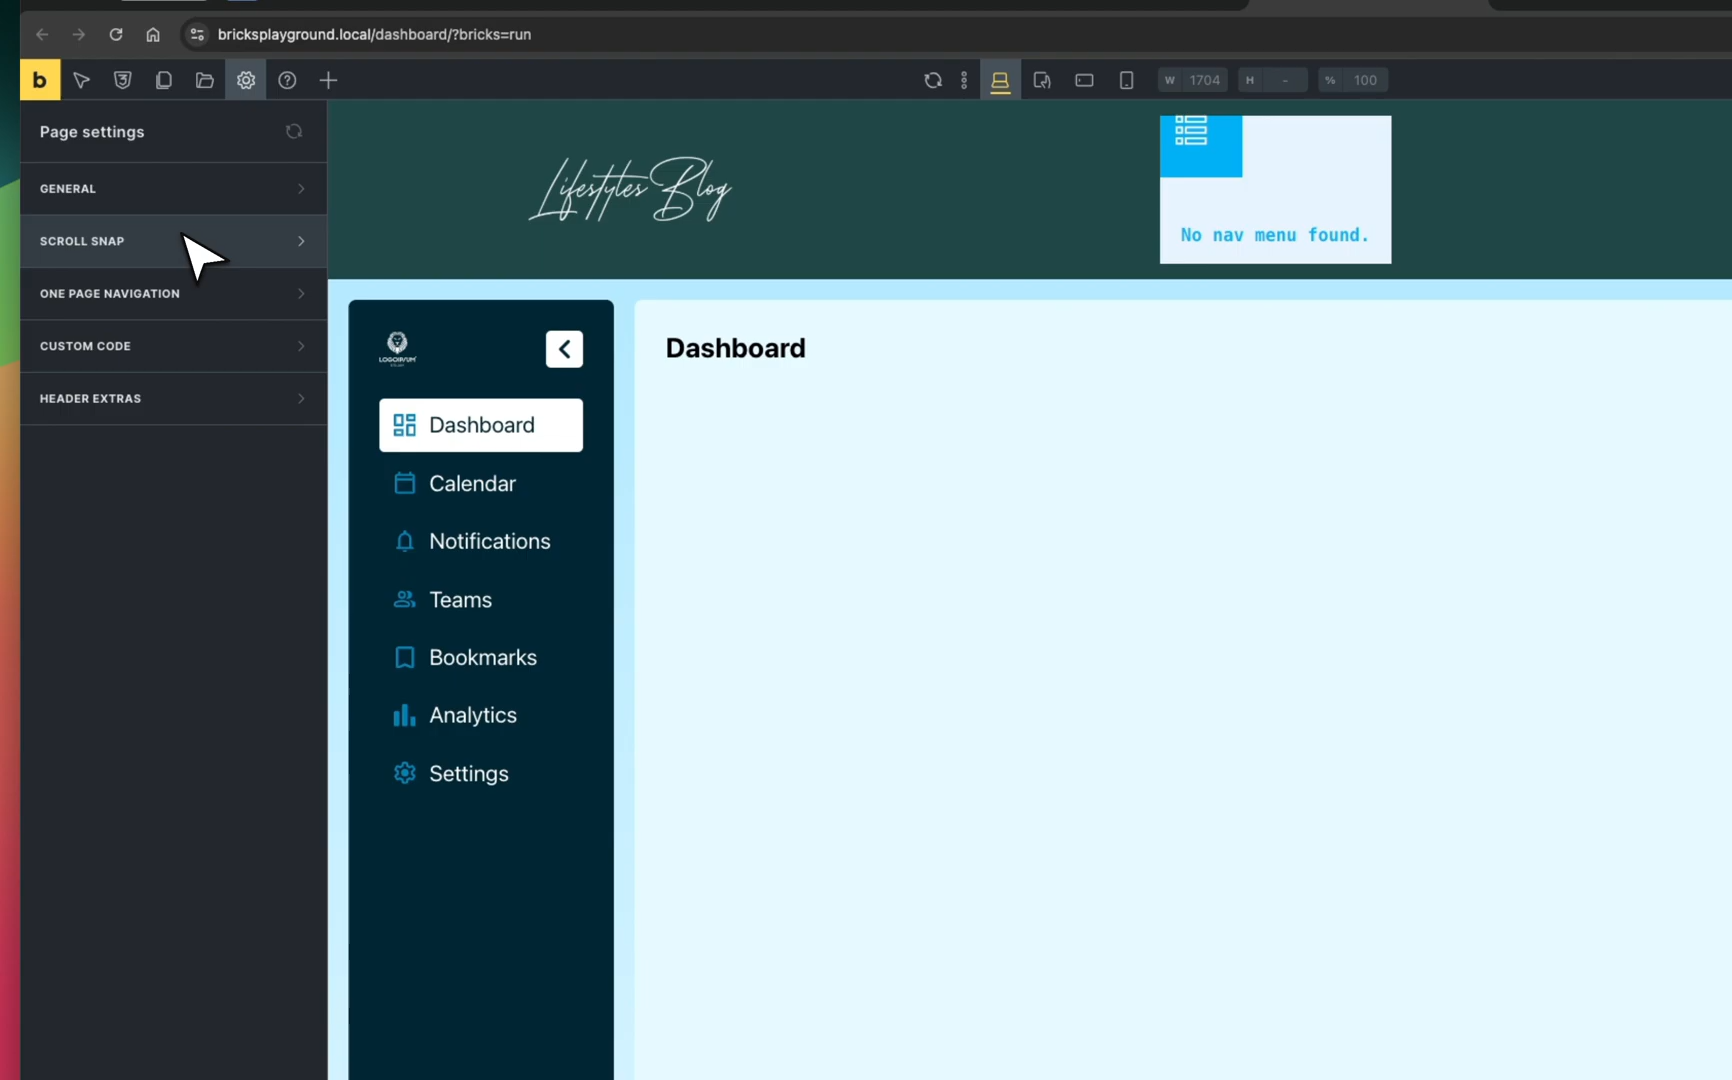 bricksplayground.local/dashboard/?bricks=run
b
W 1704 H - % 100
Page settings
GENERAL
SCROLL SNAP
ONE PAGE NAVIGATION
CUSTOM CODE
HEADER EXTRAS
Lifestyles Blog
No nav menu found.
LOGOIPSUM
Dashboard
Calendar
Notifications
Teams
Bookmarks
Analytics
Settings
Dashboard